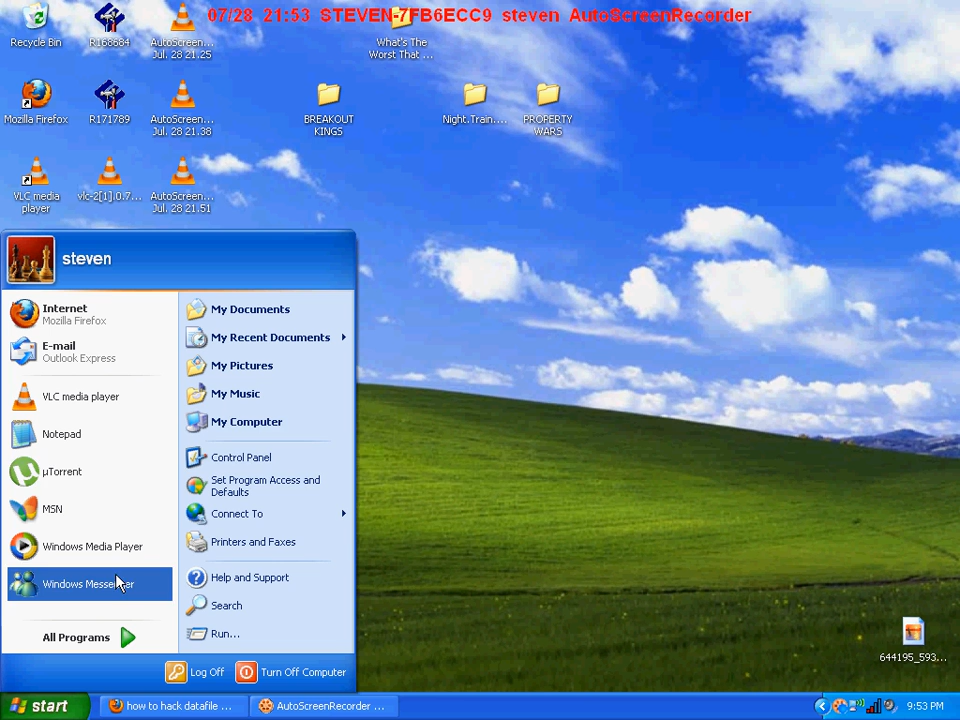 07/28 21:53 STEVEN-7FB6ECC9 steven AutoScreenRecorder
Recycle Bin
R168684
AutoScreen...
Jul. 28 21.25
What's The
Worst That ...
Mozilla Firefox
R171789
AutoScreen...
Jul. 28 21.38
BREAKOUT
KINGS
Night.Train....
PROPERTY
WARS
VLC media
player
vlc-2[1].0.7...
AutoScreen...
Jul. 28 21.51
steven
Internet
Mozilla Firefox
E-mail
Outlook Express
VLC media player
Notepad
µTorrent
MSN
Windows Media Player
Windows Messenger
All Programs
My Documents
My Recent Documents
My Pictures
My Music
My Computer
Control Panel
Set Program Access and
Defaults
Connect To
Printers and Faxes
Help and Support
Search
Run...
Log Off
Turn Off Computer
644195_593...
start
how to hack datafile ...
AutoScreenRecorder ...
9:53 PM